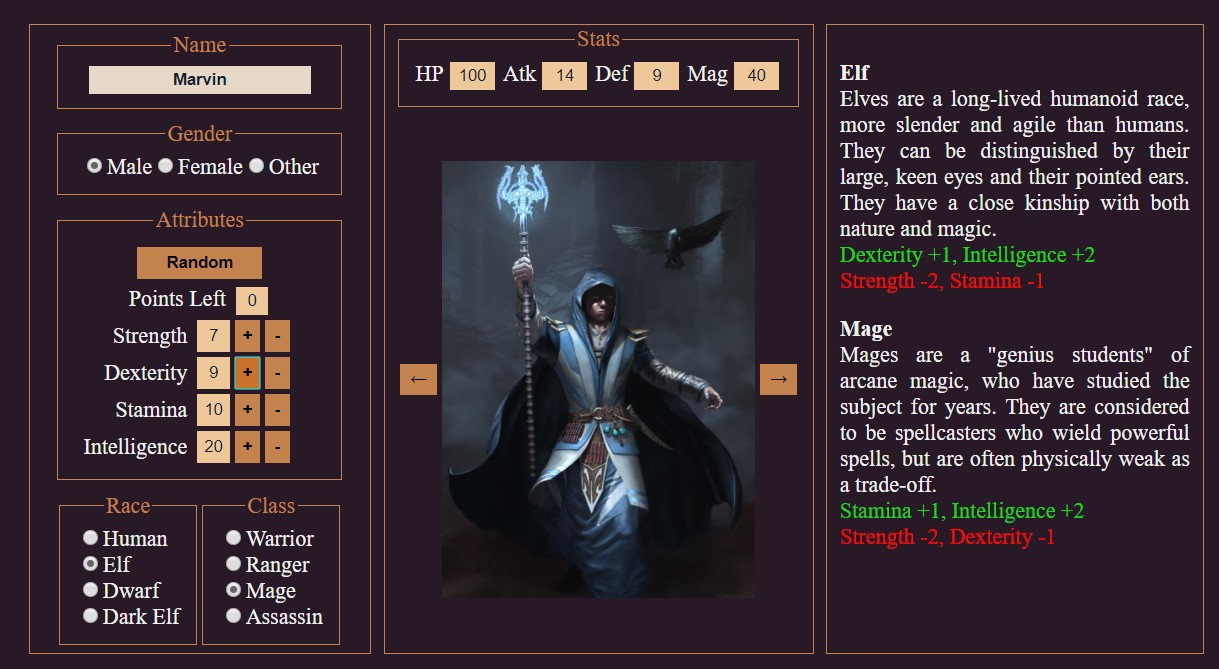 Name
Marvin
Gender
Male Female Other
Attributes
Random
Points Left 0
Strength 7 + -
Dexterity 9 + -
Stamina 10 + -
Intelligence 20 + -
Race
Human
Elf
Dwarf
Dark Elf
Class
Warrior
Ranger
Mage
Assassin
Stats
HP 100 Atk 14 Def 9 Mag 40
← →
Elf
Elves are a long-lived humanoid race,
more slender and agile than humans.
They can be distinguished by their
large, keen eyes and their pointed ears.
They have a close kinship with both
nature and magic.
Dexterity +1, Intelligence +2
Strength -2, Stamina -1
Mage
Mages are a "genius students" of
arcane magic, who have studied the
subject for years. They are considered
to be spellcasters who wield powerful
spells, but are often physically weak as
a trade-off.
Stamina +1, Intelligence +2
Strength -2, Dexterity -1